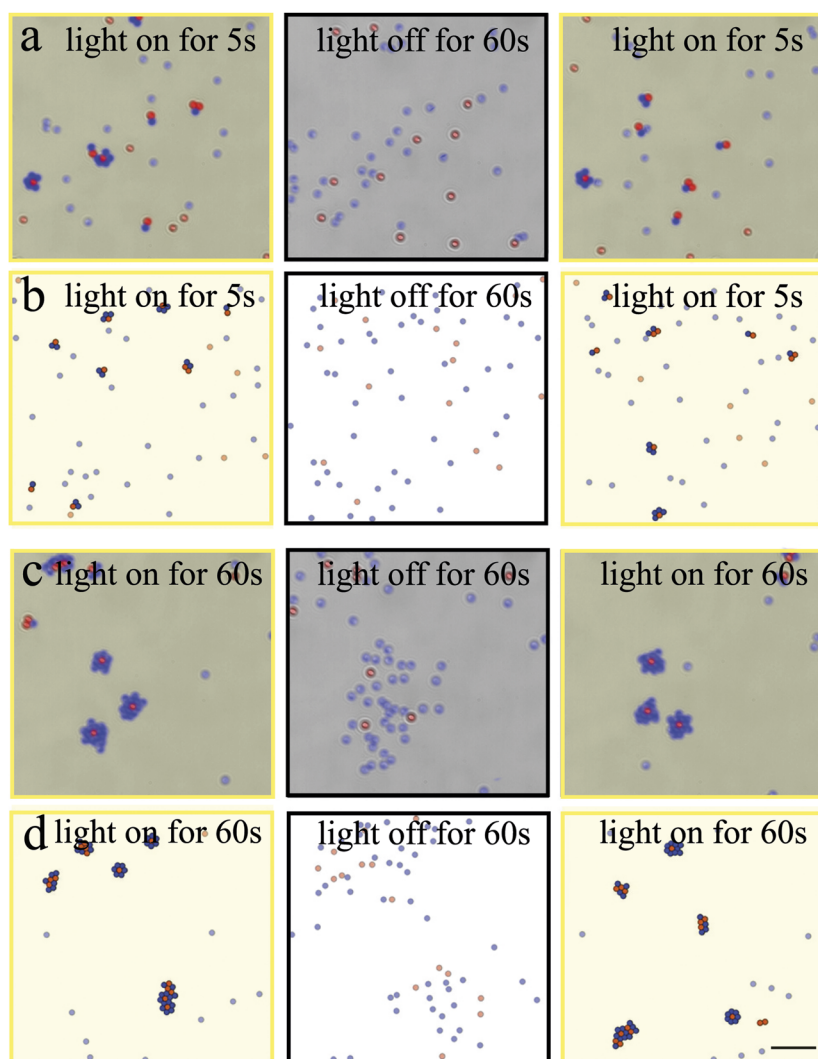 a light on for 5s
light off for 60s
light on for 5s
b light on for 5s
light off for 60s
light on for 5s
c light on for 60s
light off for 60s
light on for 60s
d light on for 60s
light off for 60s
light on for 60s